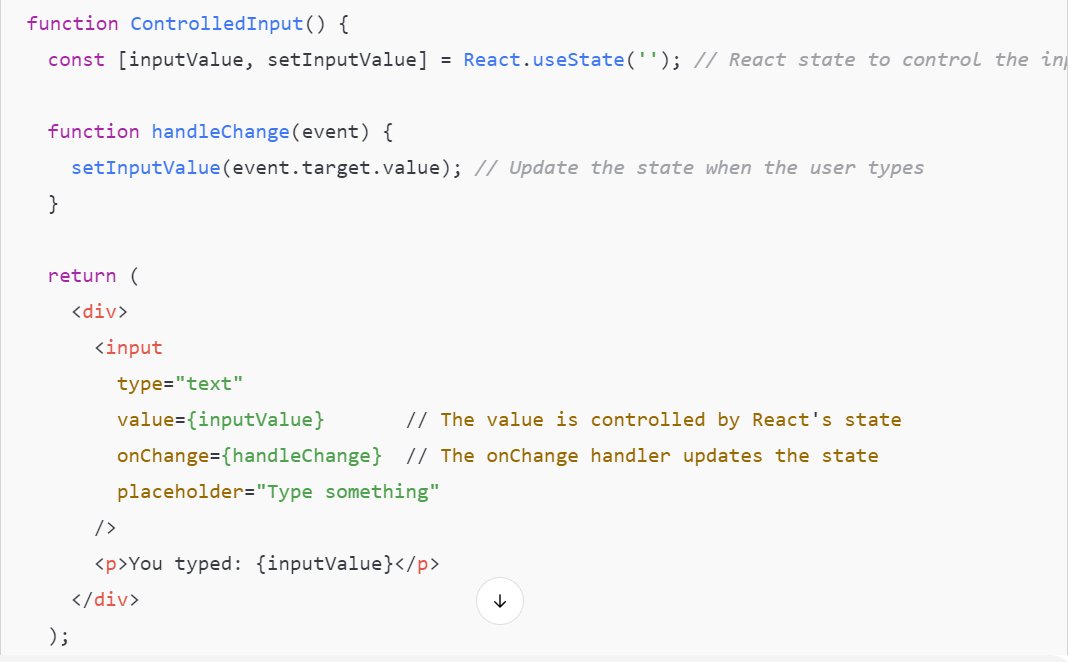 function ControlledInput() {
  const [inputValue, setInputValue] = React.useState(''); // React state to control the

  function handleChange(event) {
    setInputValue(event.target.value); // Update the state when the user types
  }

  return (
    <div>
      <input
        type="text"
        value={inputValue}       // The value is controlled by React's state
        onChange={handleChange}  // The onChange handler updates the state
        placeholder="Type something"
      />
      <p>You typed: {inputValue}</p>
    </div>
  );